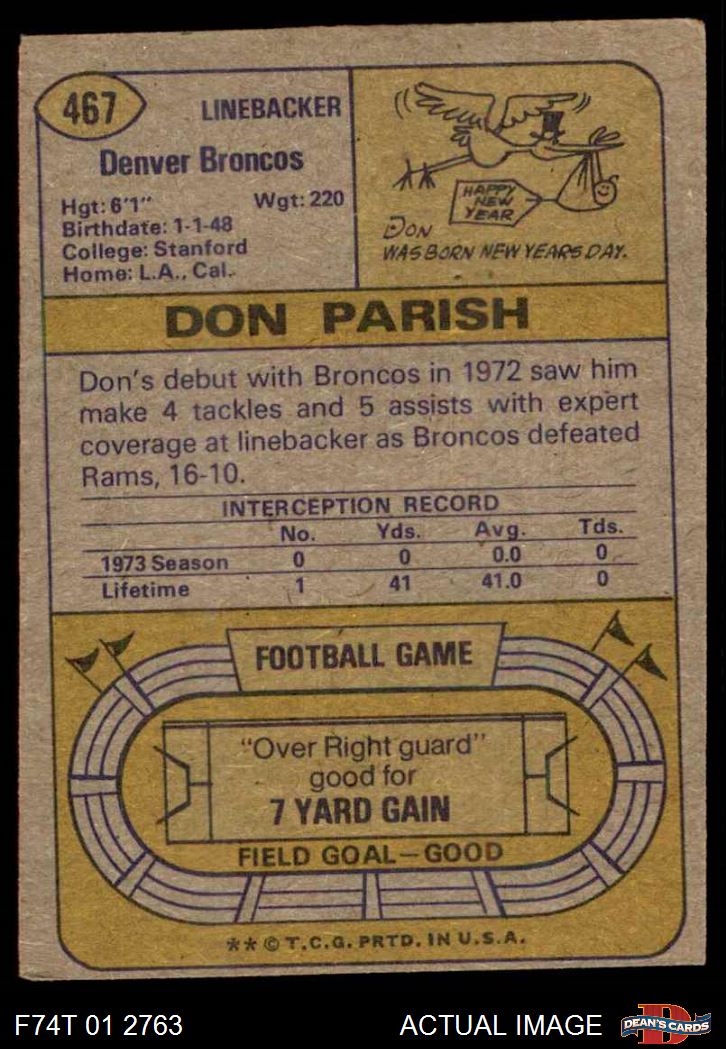 467
LINEBACKER
Denver Broncos
Hgt: 6'1" Wgt: 220
Birthdate: 1-1-48
College: Stanford
Home: L.A., Cal.
HAPPY
NEW
YEAR
DON
WAS BORN NEW YEARS DAY.
DON PARISH
Don's debut with Broncos in 1972 saw him
make 4 tackles and 5 assists with expert
coverage at linebacker as Broncos defeated
Rams, 16-10.
INTERCEPTION RECORD
No. Yds. Avg. Tds.
1973 Season 0 0 0.0 0
Lifetime 1 41 41.0 0
FOOTBALL GAME
"Over Right guard"
good for
7 YARD GAIN
FIELD GOAL—GOOD
** © T.C.G. PRTD. IN U.S.A.
F74T 01 2763 ACTUAL IMAGE
D
DEAN'S CARDS